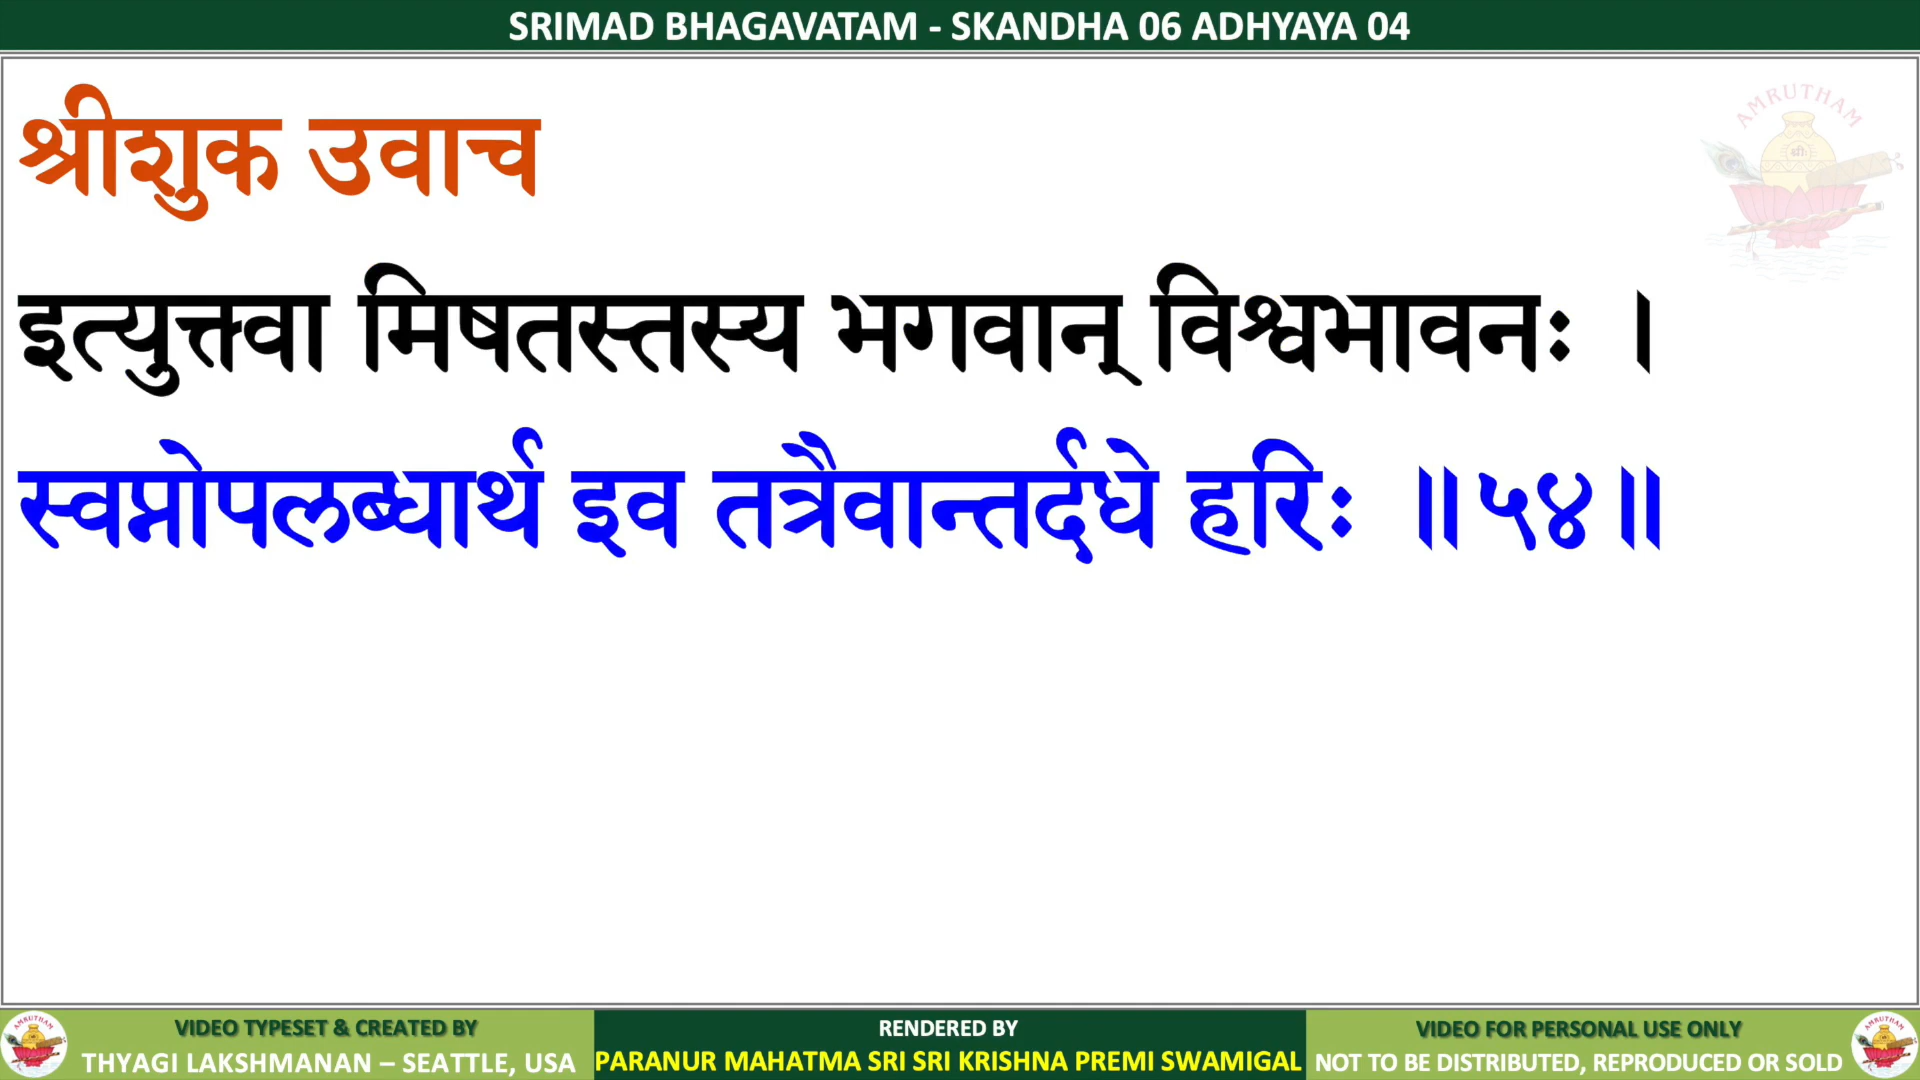 SRIMAD BHAGAVATAM - SKANDHA 06 ADHYAYA 04
AMRUTHAM
श्रीशुक उवाच
इत्युक्त्वा मिषतस्तस्य भगवान् विश्वभावनः ।
स्वप्नोपलब्धार्थ इव तत्रैवान्तर्दधे हरिः ॥५४॥
VIDEO TYPESET & CREATED BY
THYAGI LAKSHMANAN – SEATTLE, USA
RENDERED BY
PARANUR MAHATMA SRI SRI KRISHNA PREMI SWAMIGAL
VIDEO FOR PERSONAL USE ONLY
NOT TO BE DISTRIBUTED, REPRODUCED OR SOLD